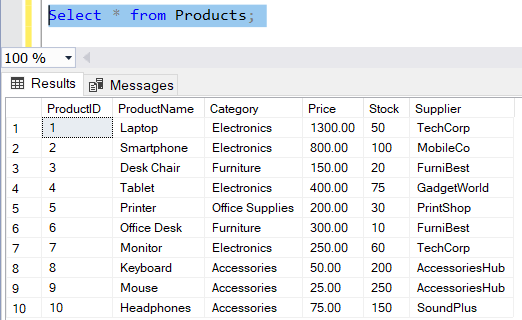 Select * from Products;
100 %
Results Messages
ProductID ProductName Category Price Stock Supplier
1 1 Laptop Electronics 1300.00 50 TechCorp
2 2 Smartphone Electronics 800.00 100 MobileCo
3 3 Desk Chair Furniture 150.00 20 FurniBest
4 4 Tablet Electronics 400.00 75 GadgetWorld
5 5 Printer Office Supplies 200.00 30 PrintShop
6 6 Office Desk Furniture 300.00 10 FurniBest
7 7 Monitor Electronics 250.00 60 TechCorp
8 8 Keyboard Accessories 50.00 200 AccessoriesHub
9 9 Mouse Accessories 25.00 250 AccessoriesHub
10 10 Headphones Accessories 75.00 150 SoundPlus